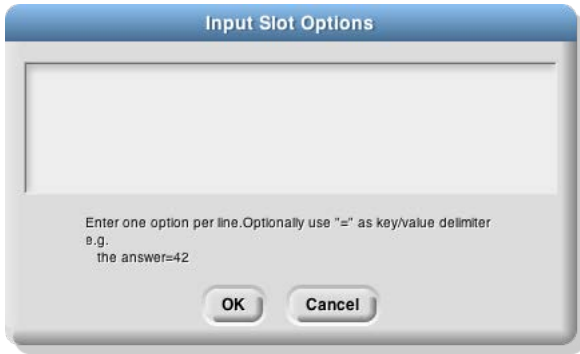 Input Slot Options
Enter one option per line.Optionally use "=" as key/value delimiter
e.g.
the answer=42
OK
Cancel